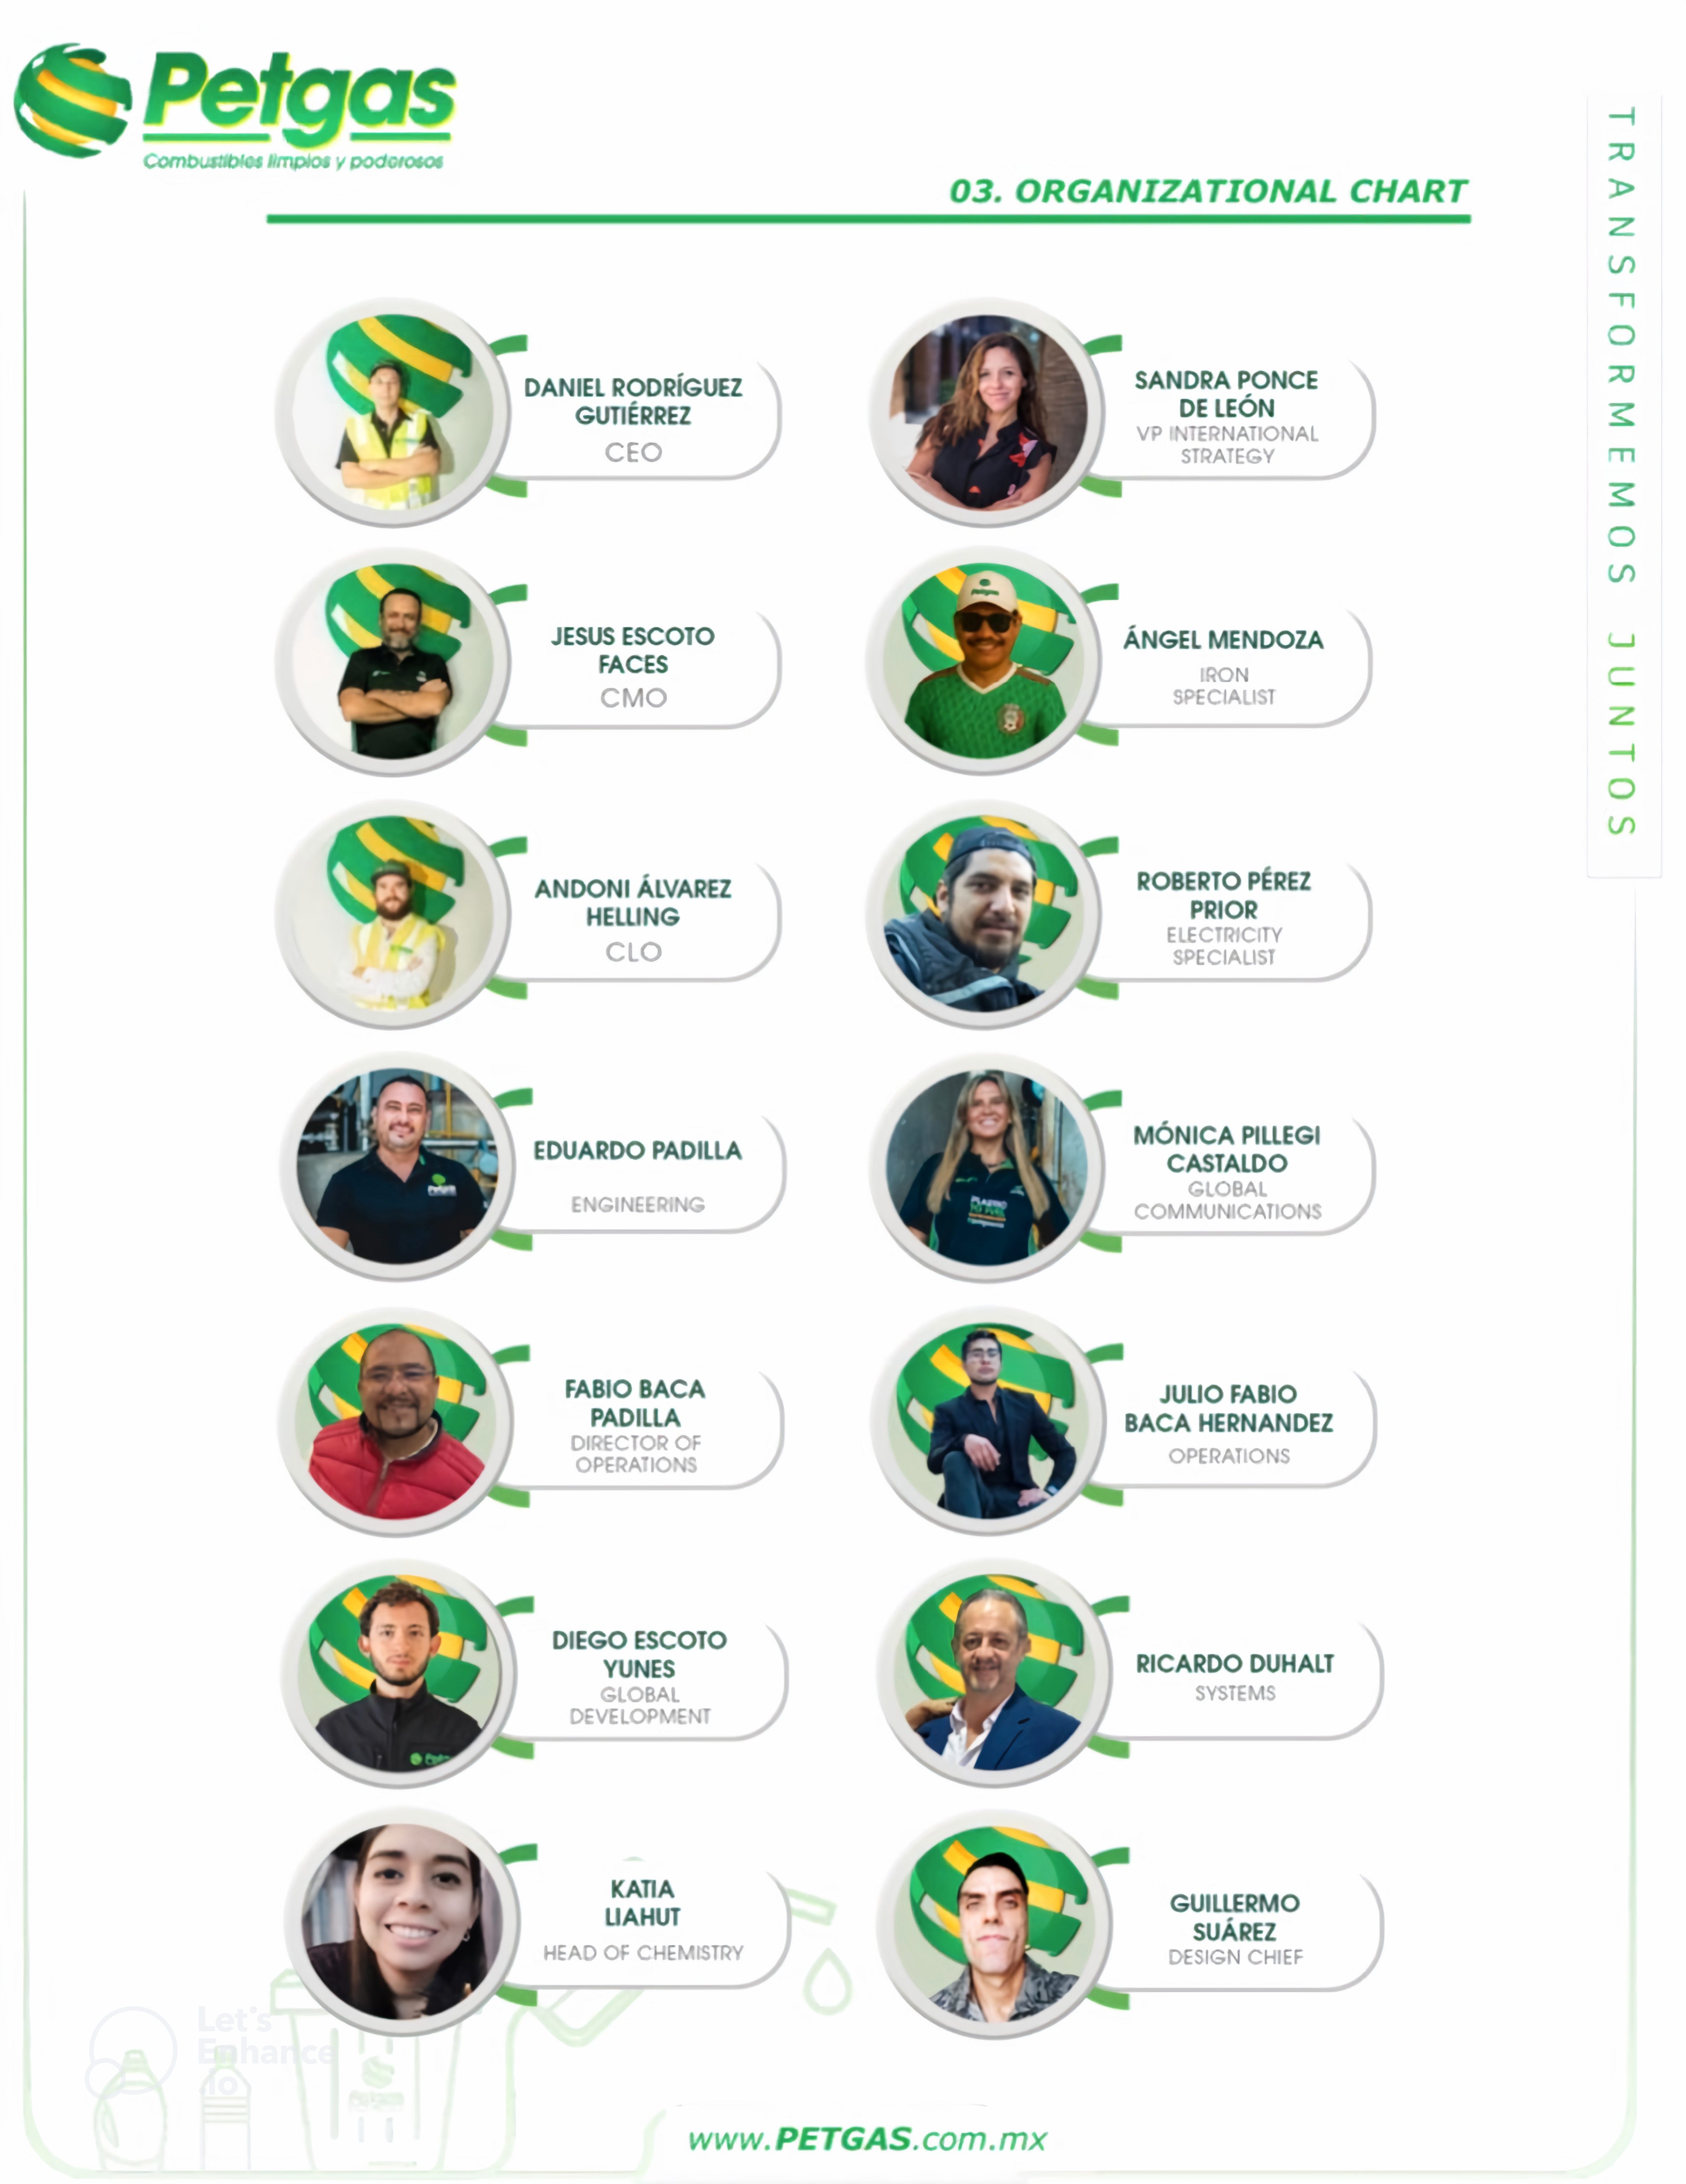 Petgas
Combustibles limpios y poderosos
03. ORGANIZATIONAL CHART
TRANSFORMEMOS JUNTOS
DANIEL RODRÍGUEZ
GUTIÉRREZ
CEO
SANDRA PONCE
DE LEÓN
VP INTERNATIONAL
STRATEGY
JESUS ESCOTO
FACES
CMO
Petgas
ÁNGEL MENDOZA
IRON
SPECIALIST
ANDONI ÁLVAREZ
HELLING
CLO
ROBERTO PÉREZ
PRIOR
ELECTRICITY
SPECIALIST
Petgas
EDUARDO PADILLA
ENGINEERING
MÓNICA PILLEGI
CASTALDO
GLOBAL
COMMUNICATIONS
FABIO BACA
PADILLA
DIRECTOR OF
OPERATIONS
JULIO FABIO
BACA HERNANDEZ
OPERATIONS
DIEGO ESCOTO
YUNES
GLOBAL
DEVELOPMENT
Petgas
RICARDO DUHALT
SYSTEMS
KATIA
LIAHUT
HEAD OF CHEMISTRY
GUILLERMO
SUÁREZ
DESIGN CHIEF
Let's
Enhance
.io
www.PETGAS.com.mx